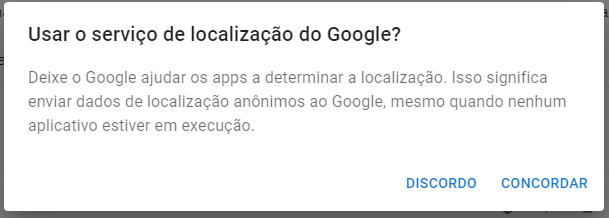 Usar o serviço de localização do Google?
Deixe o Google ajudar os apps a determinar a localização. Isso significa
enviar dados de localização anônimos ao Google, mesmo quando nenhum
aplicativo estiver em execução.
DISCORDO CONCORDAR